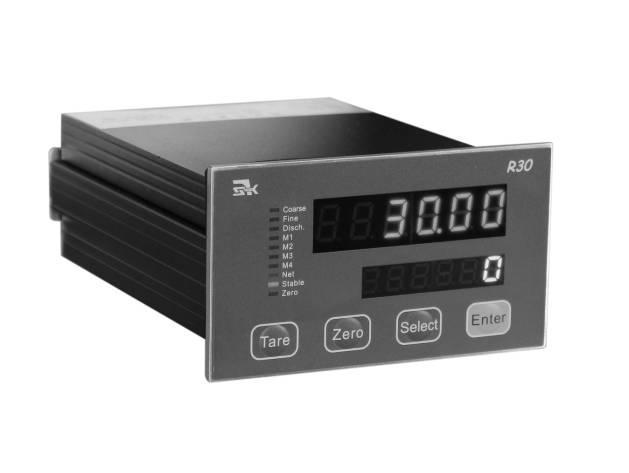 R30
Coarse
Fine
Disch.
M1
M2
M3
M4
Net
Stable
Zero
30.00
0
Tare
Zero
Select
Enter